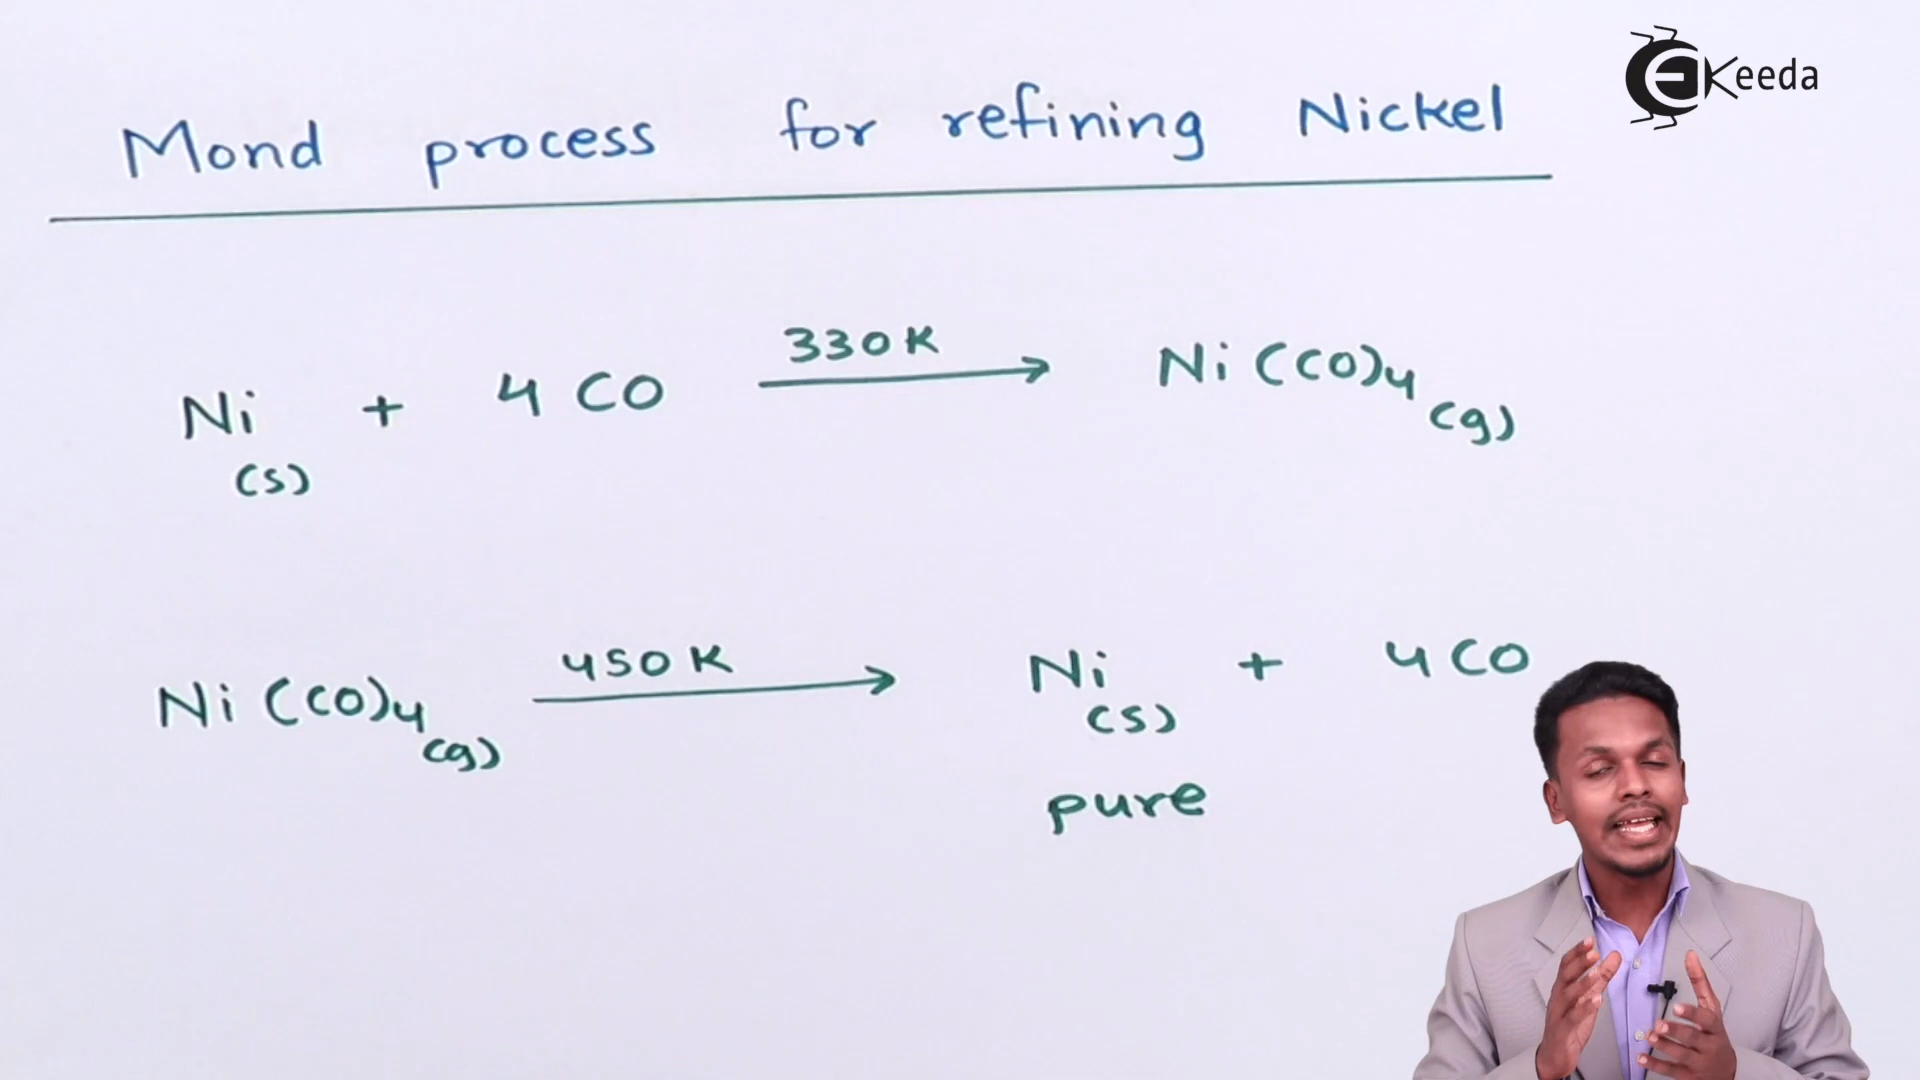 EKeeda
Mond process for refining Nickel
Ni (s) + 4 CO 330K → Ni (CO)4 (g)
Ni (CO)4 (g) 450K → Ni (s) + 4 CO
pure